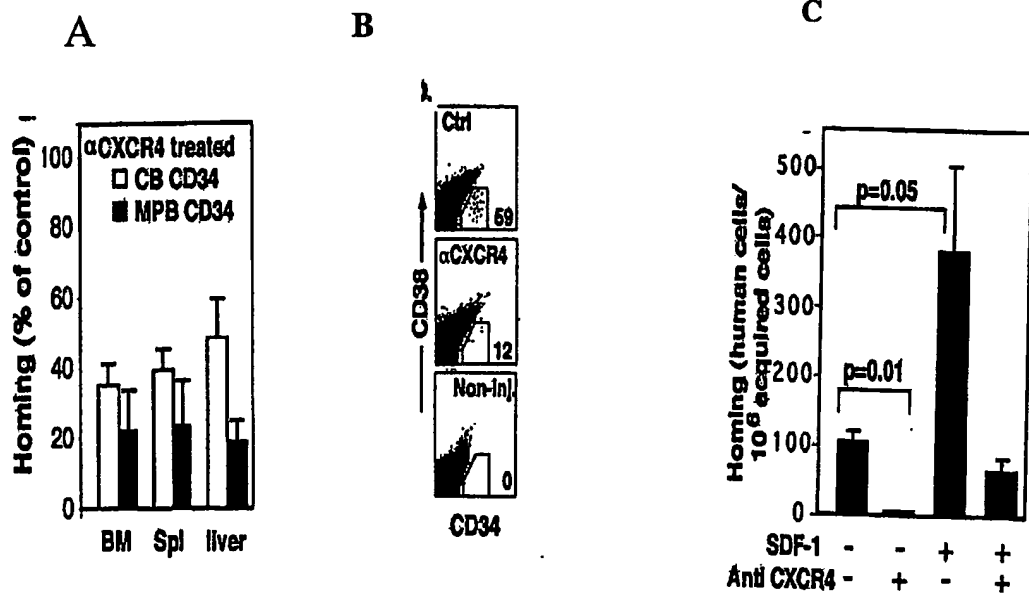 A
B
C
Homing (% of control)
100
80
60
40
20
0
αCXCR4 treated
CB CD34
MPB CD34
BM Spl liver
CD38
Ctrl
59
αCXCR4
12
Non-inj.
0
CD34
Homing (human cells/
10⁶ acquired cells)
500
400
300
200
100
0
p=0.05
p=0.01
SDF-1 - - + +
Anti CXCR4 - + - +